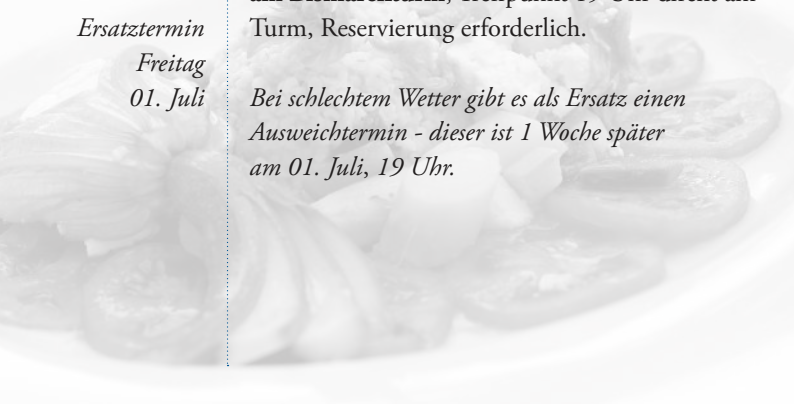 Turm, Reservierung erforderlich.
Ersatztermin
Freitag
01. Juli
Bei schlechtem Wetter gibt es als Ersatz einen
Ausweichtermin - dieser ist 1 Woche später
am 01. Juli, 19 Uhr.